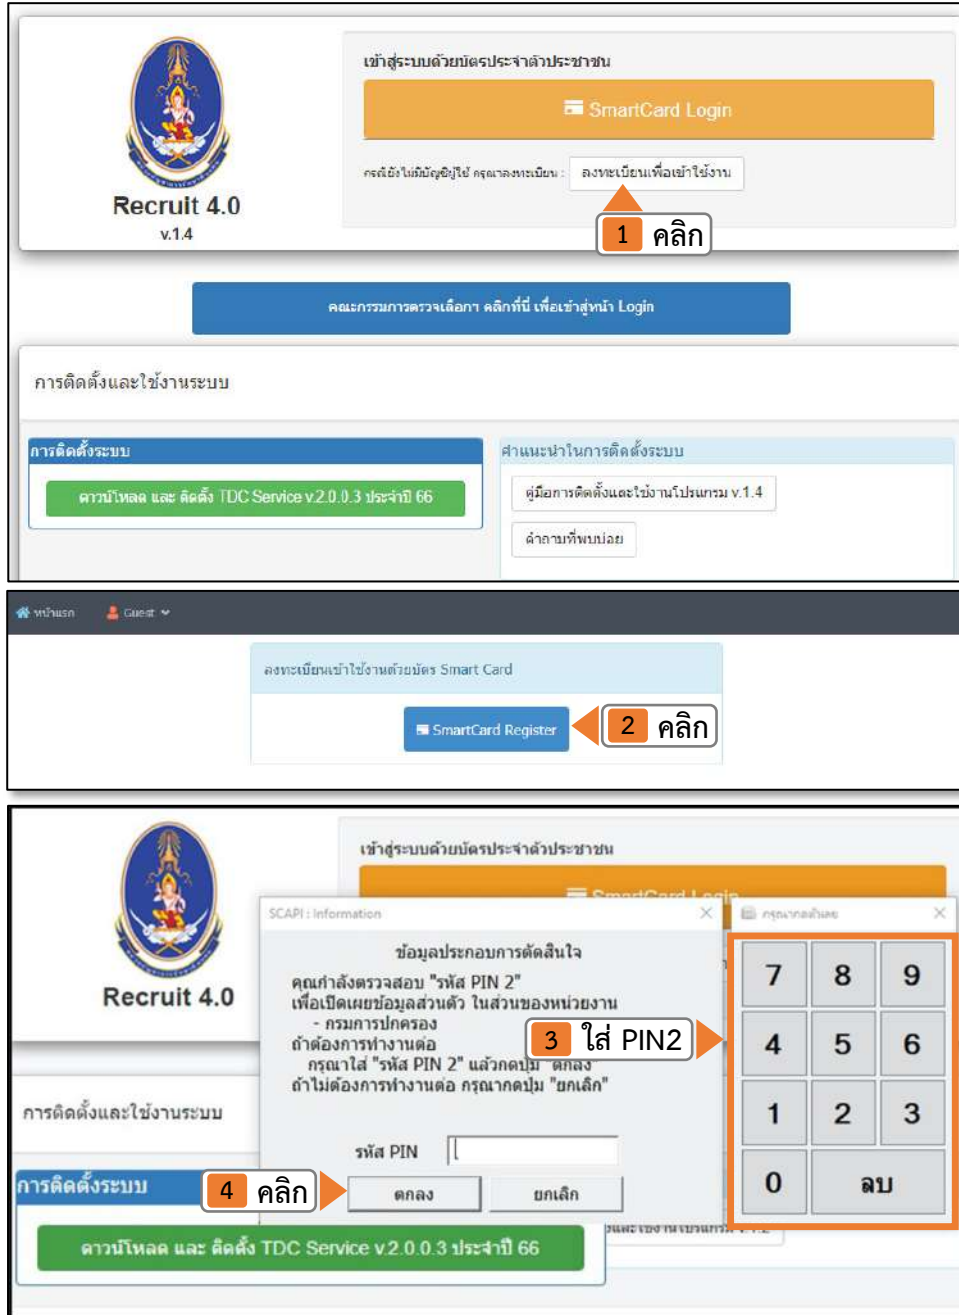 เข้าสู่ระบบด้วยบัตรประจำตัวประชาชน
SmartCard Login
กรณียังไม่มีบัญชีผู้ใช้ กรุณาลงทะเบียน : ลงทะเบียนเพื่อเข้าใช้งาน
Recruit 4.0
v.1.4
1 คลิก
คณะกรรมการตรวจเลือกฯ คลิกที่นี่ เพื่อเข้าสู่หน้า Login
การติดตั้งและใช้งานระบบ
การติดตั้งระบบ
ดาวน์โหลด และ ติดตั้ง TDC Service v.2.0.0.3 ประจำปี 66
คำแนะนำในการติดตั้งระบบ
คู่มือการติดตั้งและใช้งานโปรแกรม v.1.4
คำถามที่พบบ่อย
หน้าแรก Guest
ลงทะเบียนเข้าใช้งานด้วยบัตร Smart Card
SmartCard Register
2 คลิก
เข้าสู่ระบบด้วยบัตรประจำตัวประชาชน
SmartCard Login
Recruit 4.0
การติดตั้งและใช้งานระบบ
การติดตั้งระบบ
ดาวน์โหลด และ ติดตั้ง TDC Service v.2.0.0.3 ประจำปี 66
SCAPI : Information
ข้อมูลประกอบการตัดสินใจ
คุณกำลังตรวจสอบ "รหัส PIN 2"
เพื่อเปิดเผยข้อมูลส่วนตัว ในส่วนของหน่วยงาน
- กรมการปกครอง
ถ้าต้องการทำงานต่อ
กรุณาใส่ "รหัส PIN 2" แล้วกดปุ่ม "ตกลง"
ถ้าไม่ต้องการทำงานต่อ กรุณากดปุ่ม "ยกเลิก"
รหัส PIN
ตกลง ยกเลิก
4 คลิก
3 ใส่ PIN2
กรุณากดตัวเลข
7 8 9
4 5 6
1 2 3
0 ลบ